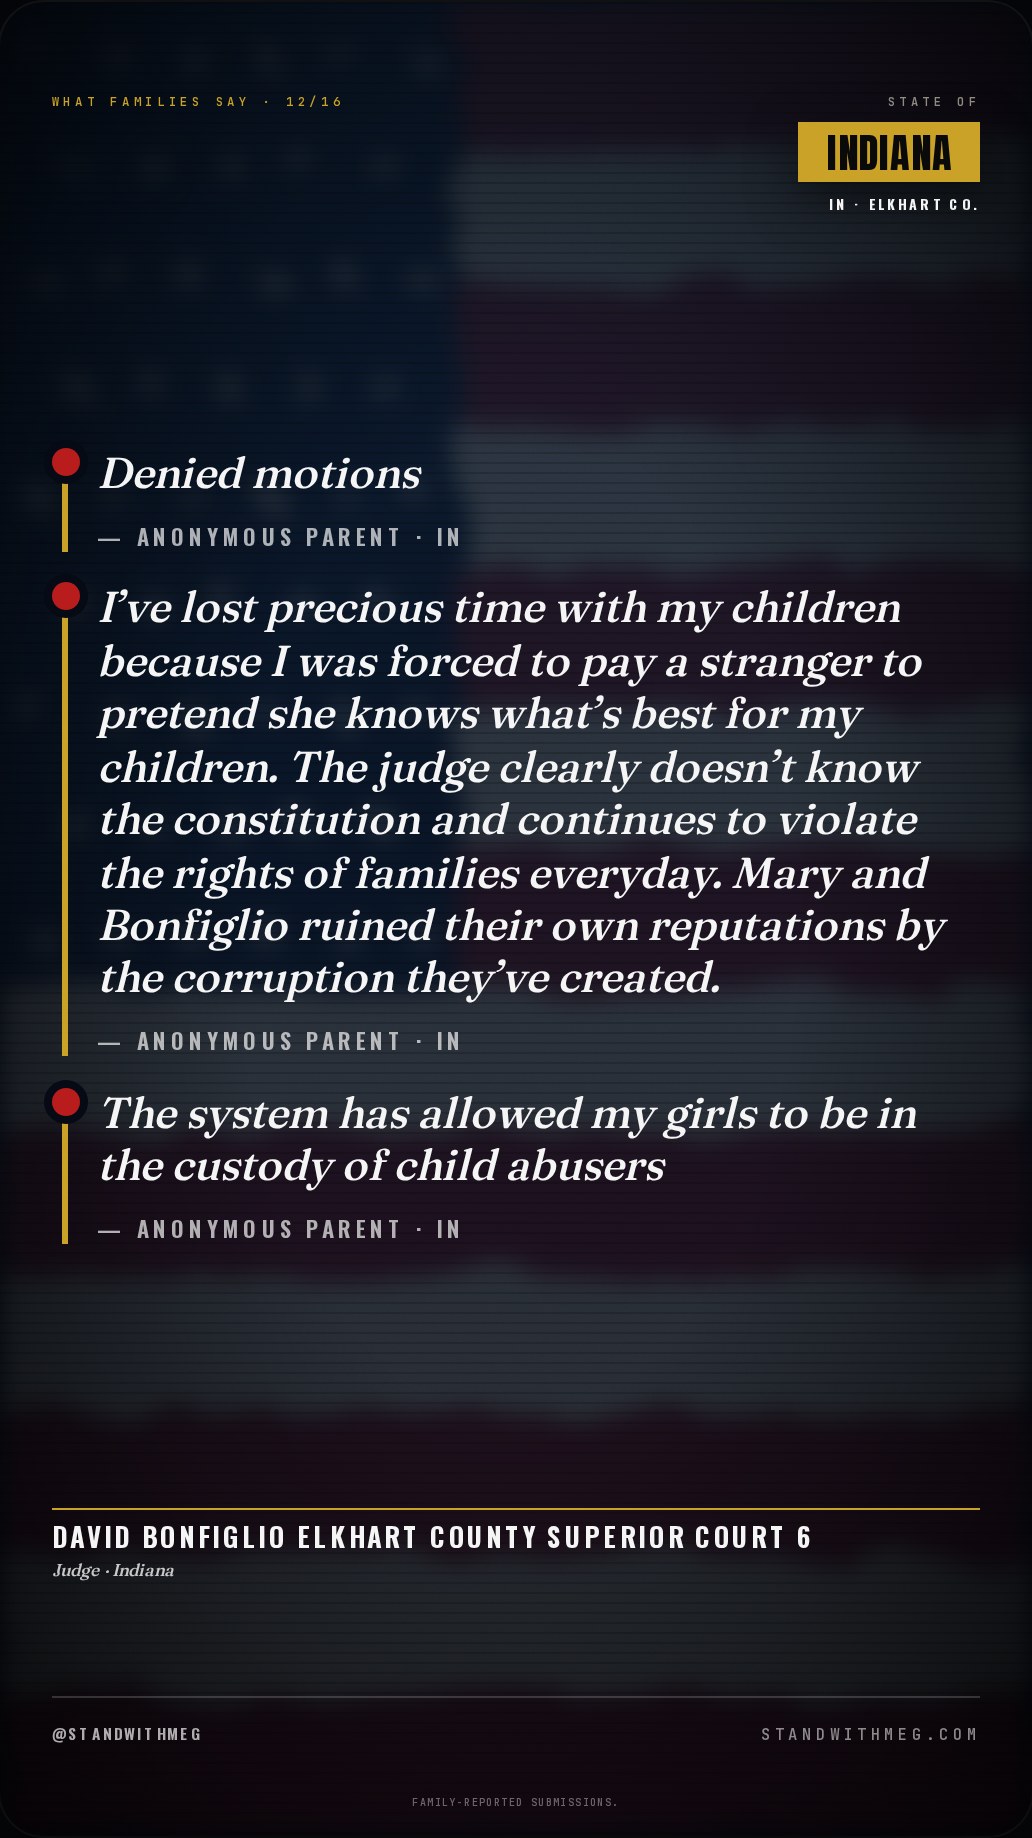 WHAT FAMILIES SAY · 12/16
STATE OF
INDIANA
IN · ELKHART CO.
Denied motions
— ANONYMOUS PARENT · IN
I’ve lost precious time with my children
because I was forced to pay a stranger to
pretend she knows what’s best for my
children. The judge clearly doesn’t know
the constitution and continues to violate
the rights of families everyday. Mary and
Bonfiglio ruined their own reputations by
the corruption they’ve created.
— ANONYMOUS PARENT · IN
The system has allowed my girls to be in
the custody of child abusers
— ANONYMOUS PARENT · IN
DAVID BONFIGLIO ELKHART COUNTY SUPERIOR COURT 6
Judge · Indiana
@STANDWITHMEG
STANDWITHMEG.COM
FAMILY-REPORTED SUBMISSIONS.